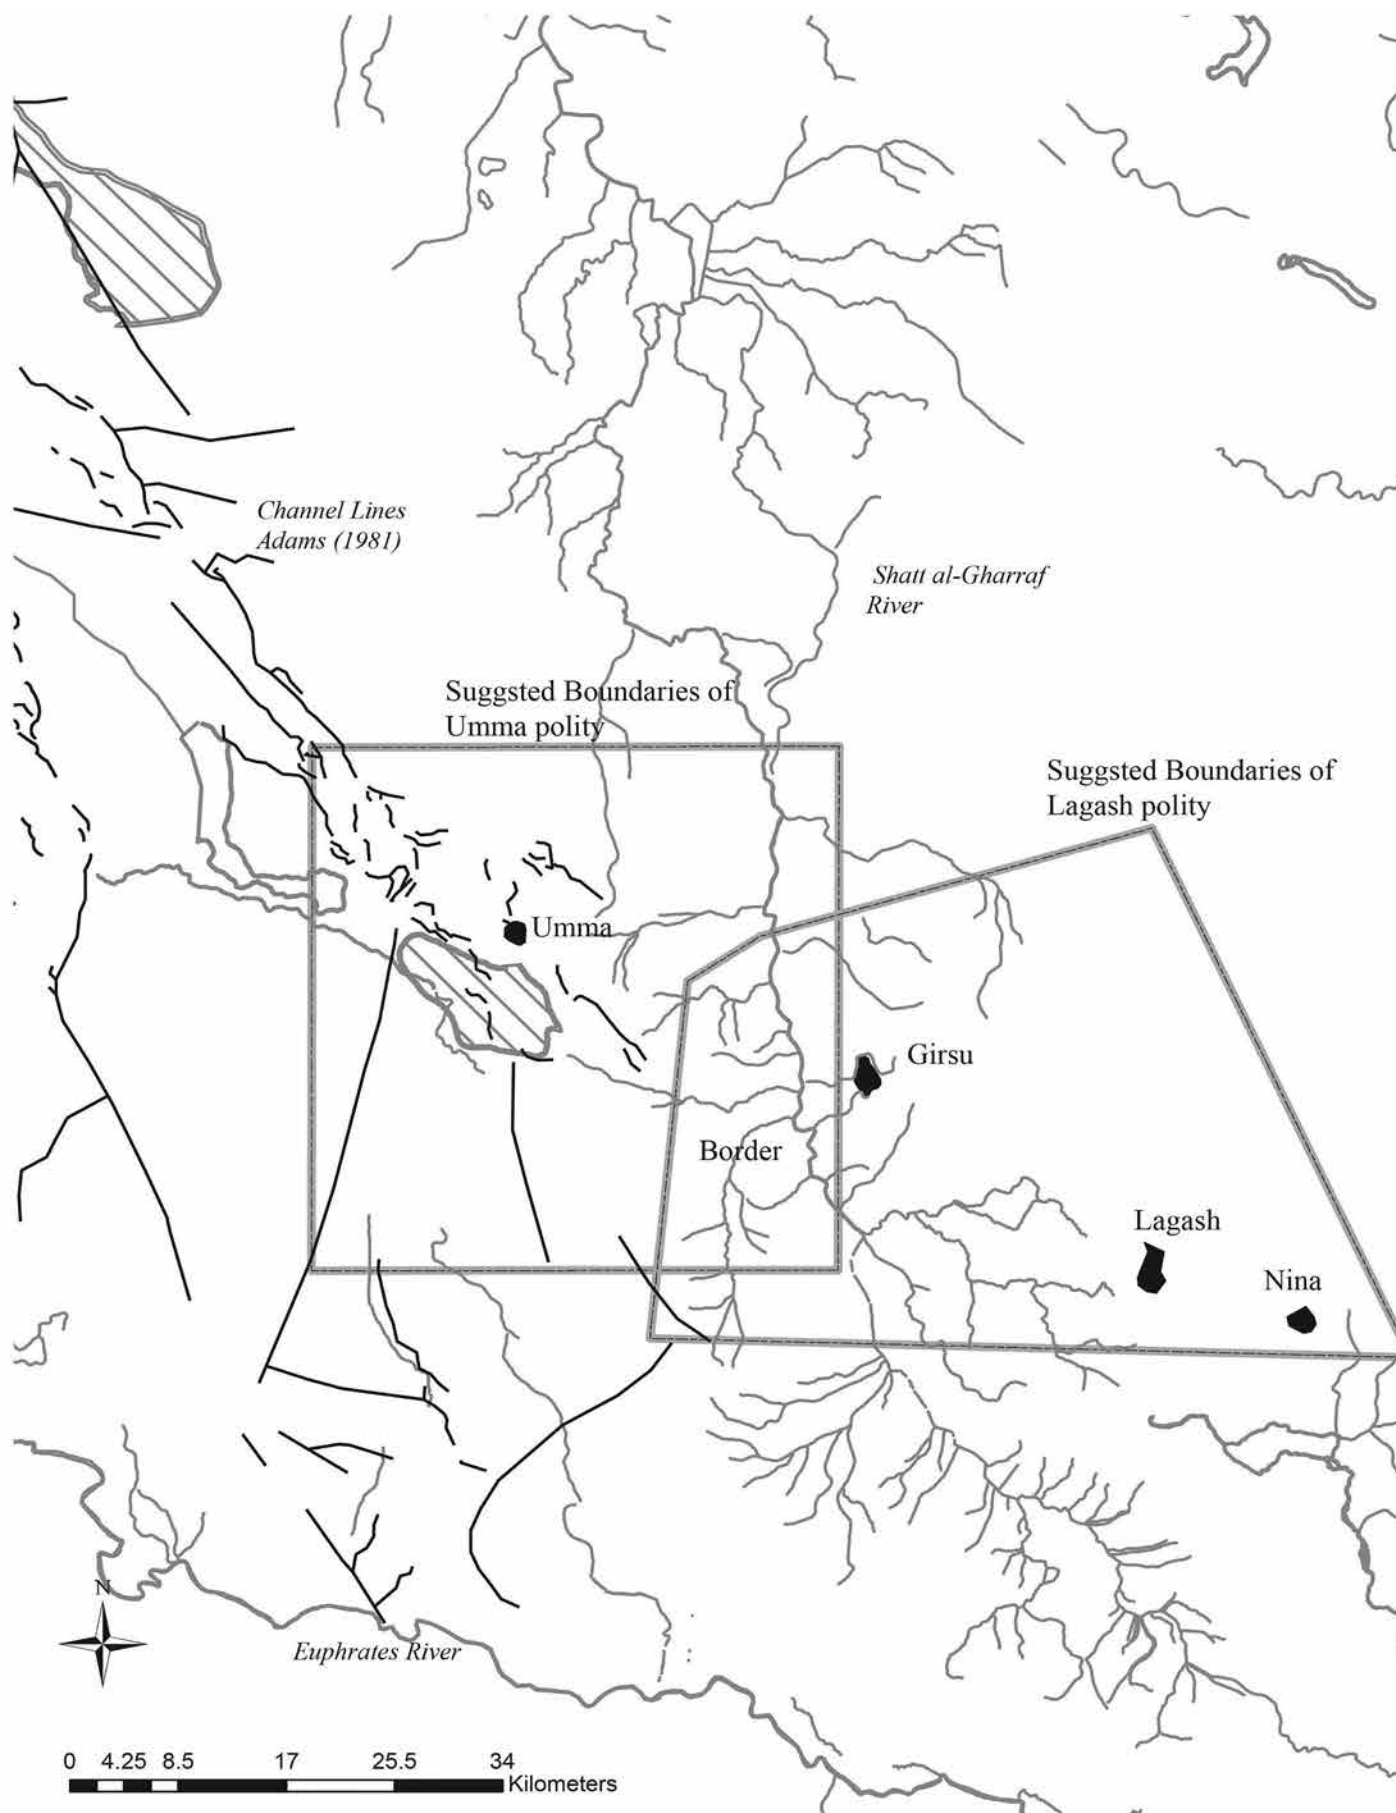 Channel Lines
Adams (1981)
Shatt al-Gharraf
River
Suggsted Boundaries of
Umma polity
Suggsted Boundaries of
Lagash polity
Umma
Girsu
Border
Lagash
Nina
N
Euphrates River
0 4.25 8.5 17 25.5 34
Kilometers